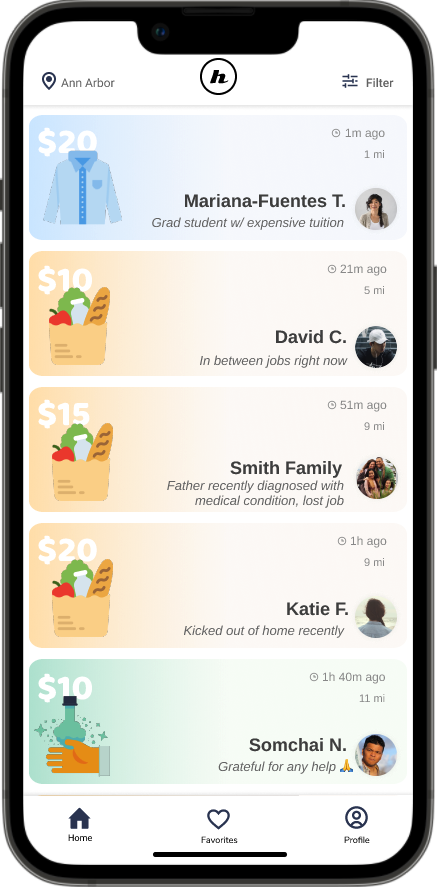 Ann Arbor
h
Filter
$20
1m ago
1 mi
Mariana-Fuentes T.
Grad student w/ expensive tuition
$10
21m ago
5 mi
David C.
In between jobs right now
$15
51m ago
9 mi
Smith Family
Father recently diagnosed with
medical condition, lost job
$20
1h ago
9 mi
Katie F.
Kicked out of home recently
$10
1h 40m ago
11 mi
Somchai N.
Grateful for any help 🙏
Home
Favorites
Profile